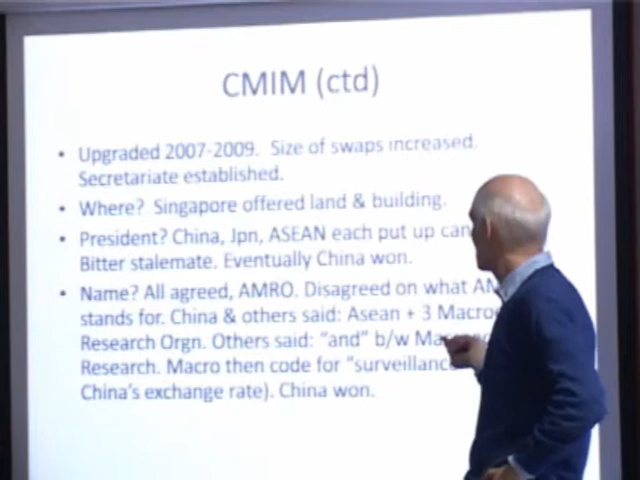 CMIM (ctd)
• Upgraded 2007-2009. Size of swaps increased.
Secretariate established.
• Where? Singapore offered land & building.
• President? China, Jpn, ASEAN each put up
Bitter stalemate. Eventually China won.
• Name? All agreed, AMRO. Disagreed on what
stands for. China & others said: Asean + 3
Research Orgn. Others said: "and" b/w
Research. Macro then code for "surveillance
China's exchange rate). China won.